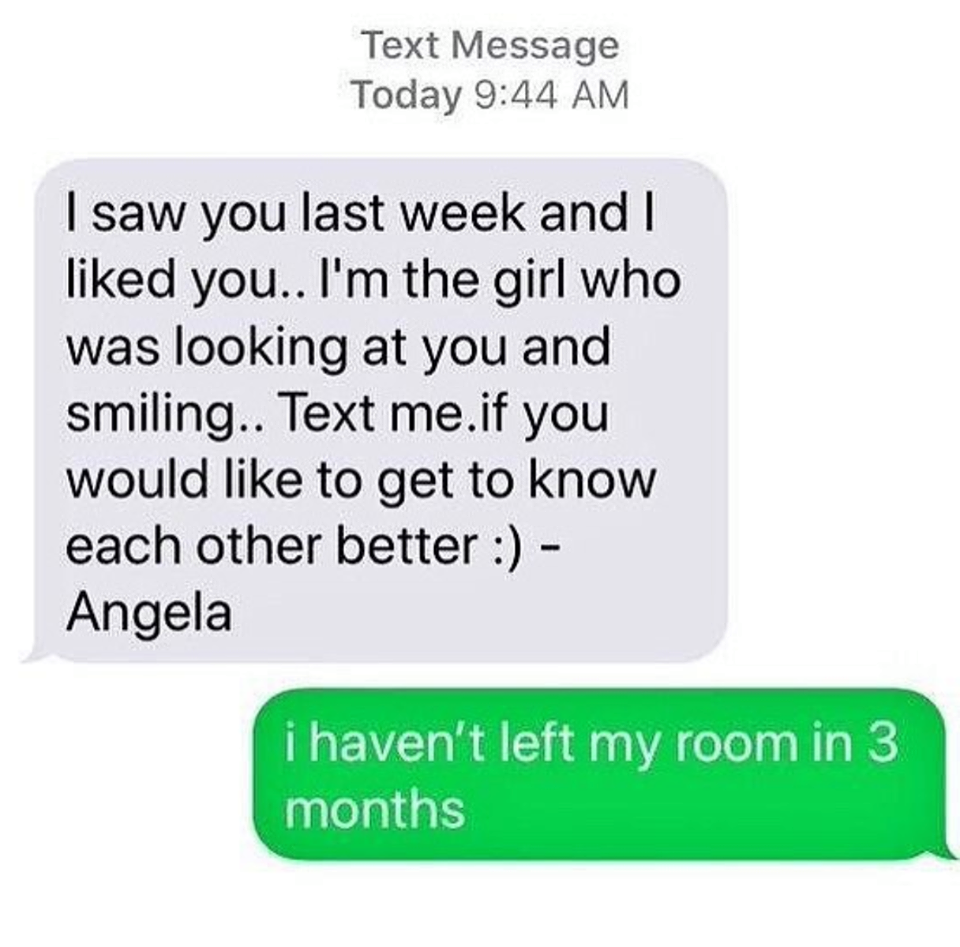 Text Message
Today 9:44 AM
I saw you last week and I
liked you.. I'm the girl who
was looking at you and
smiling.. Text me.if you
would like to get to know
each other better :) -
Angela
i haven't left my room in 3
months